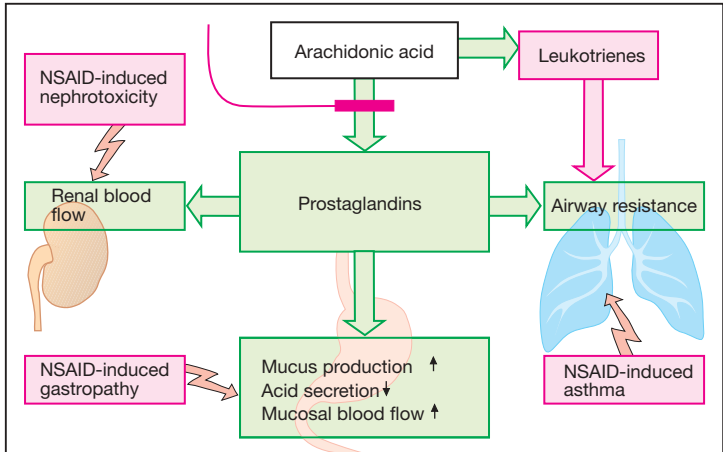 Arachidonic acid
Leukotrienes
NSAID-induced
nephrotoxicity
Renal blood
flow
Prostaglandins
Airway resistance
NSAID-induced
gastropathy
Mucus production ↑
Acid secretion ↓
Mucosal blood flow ↑
NSAID-induced
asthma